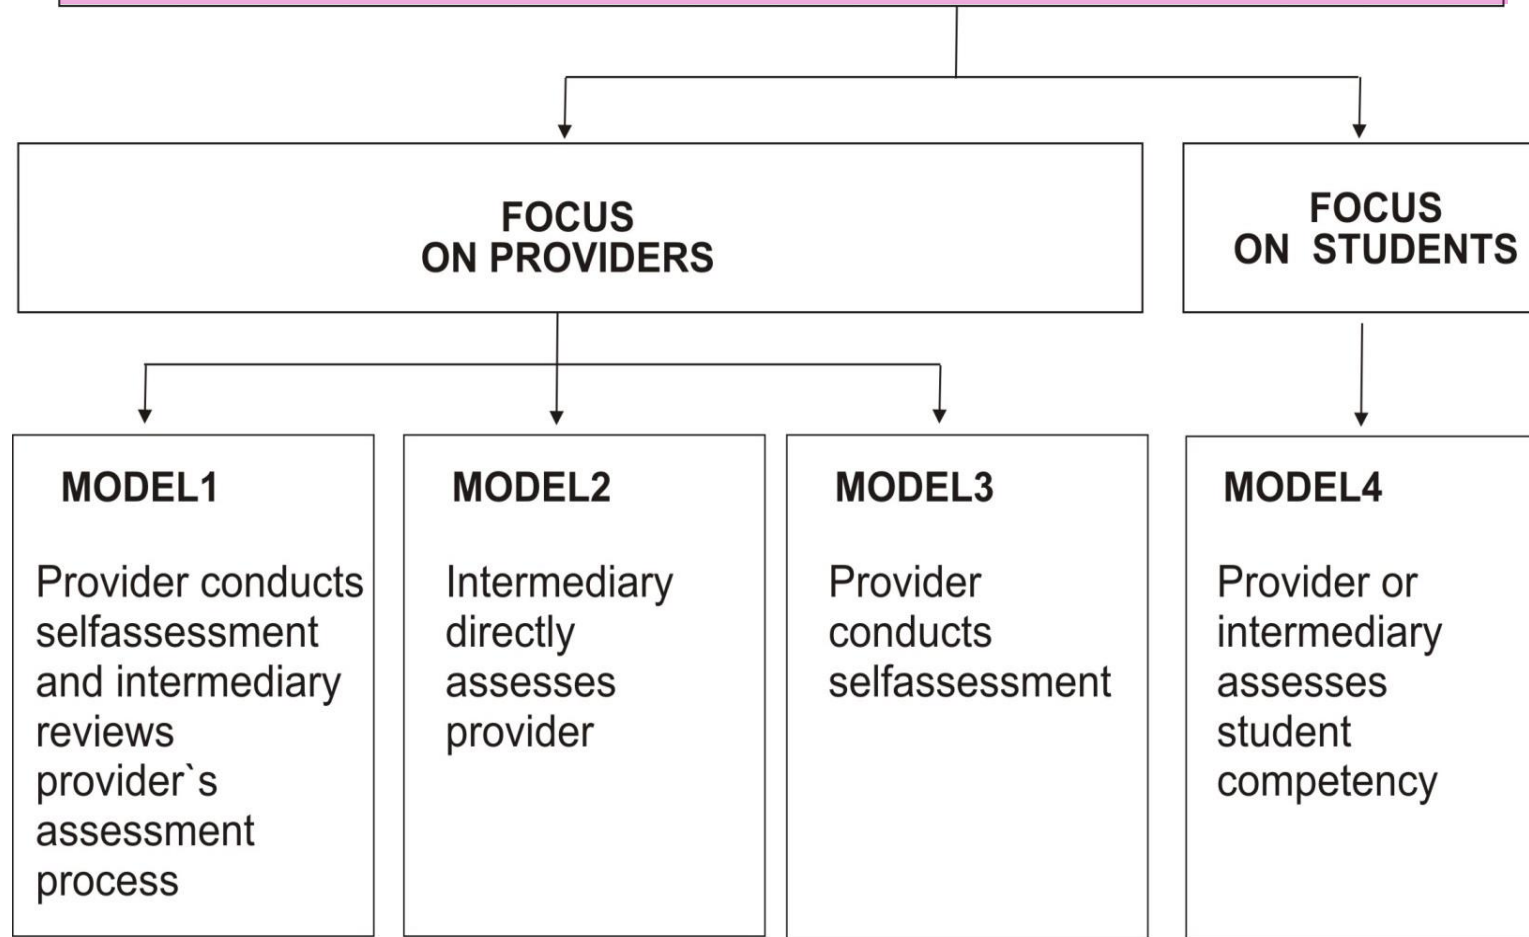 FOCUS
ON PROVIDERS
FOCUS
ON STUDENTS
MODEL1
Provider conducts
selfassessment
and intermediary
reviews
provider`s
assessment
process
MODEL2
Intermediary
directly
assesses
provider
MODEL3
Provider
conducts
selfassessment
MODEL4
Provider or
intermediary
assesses
student
competency